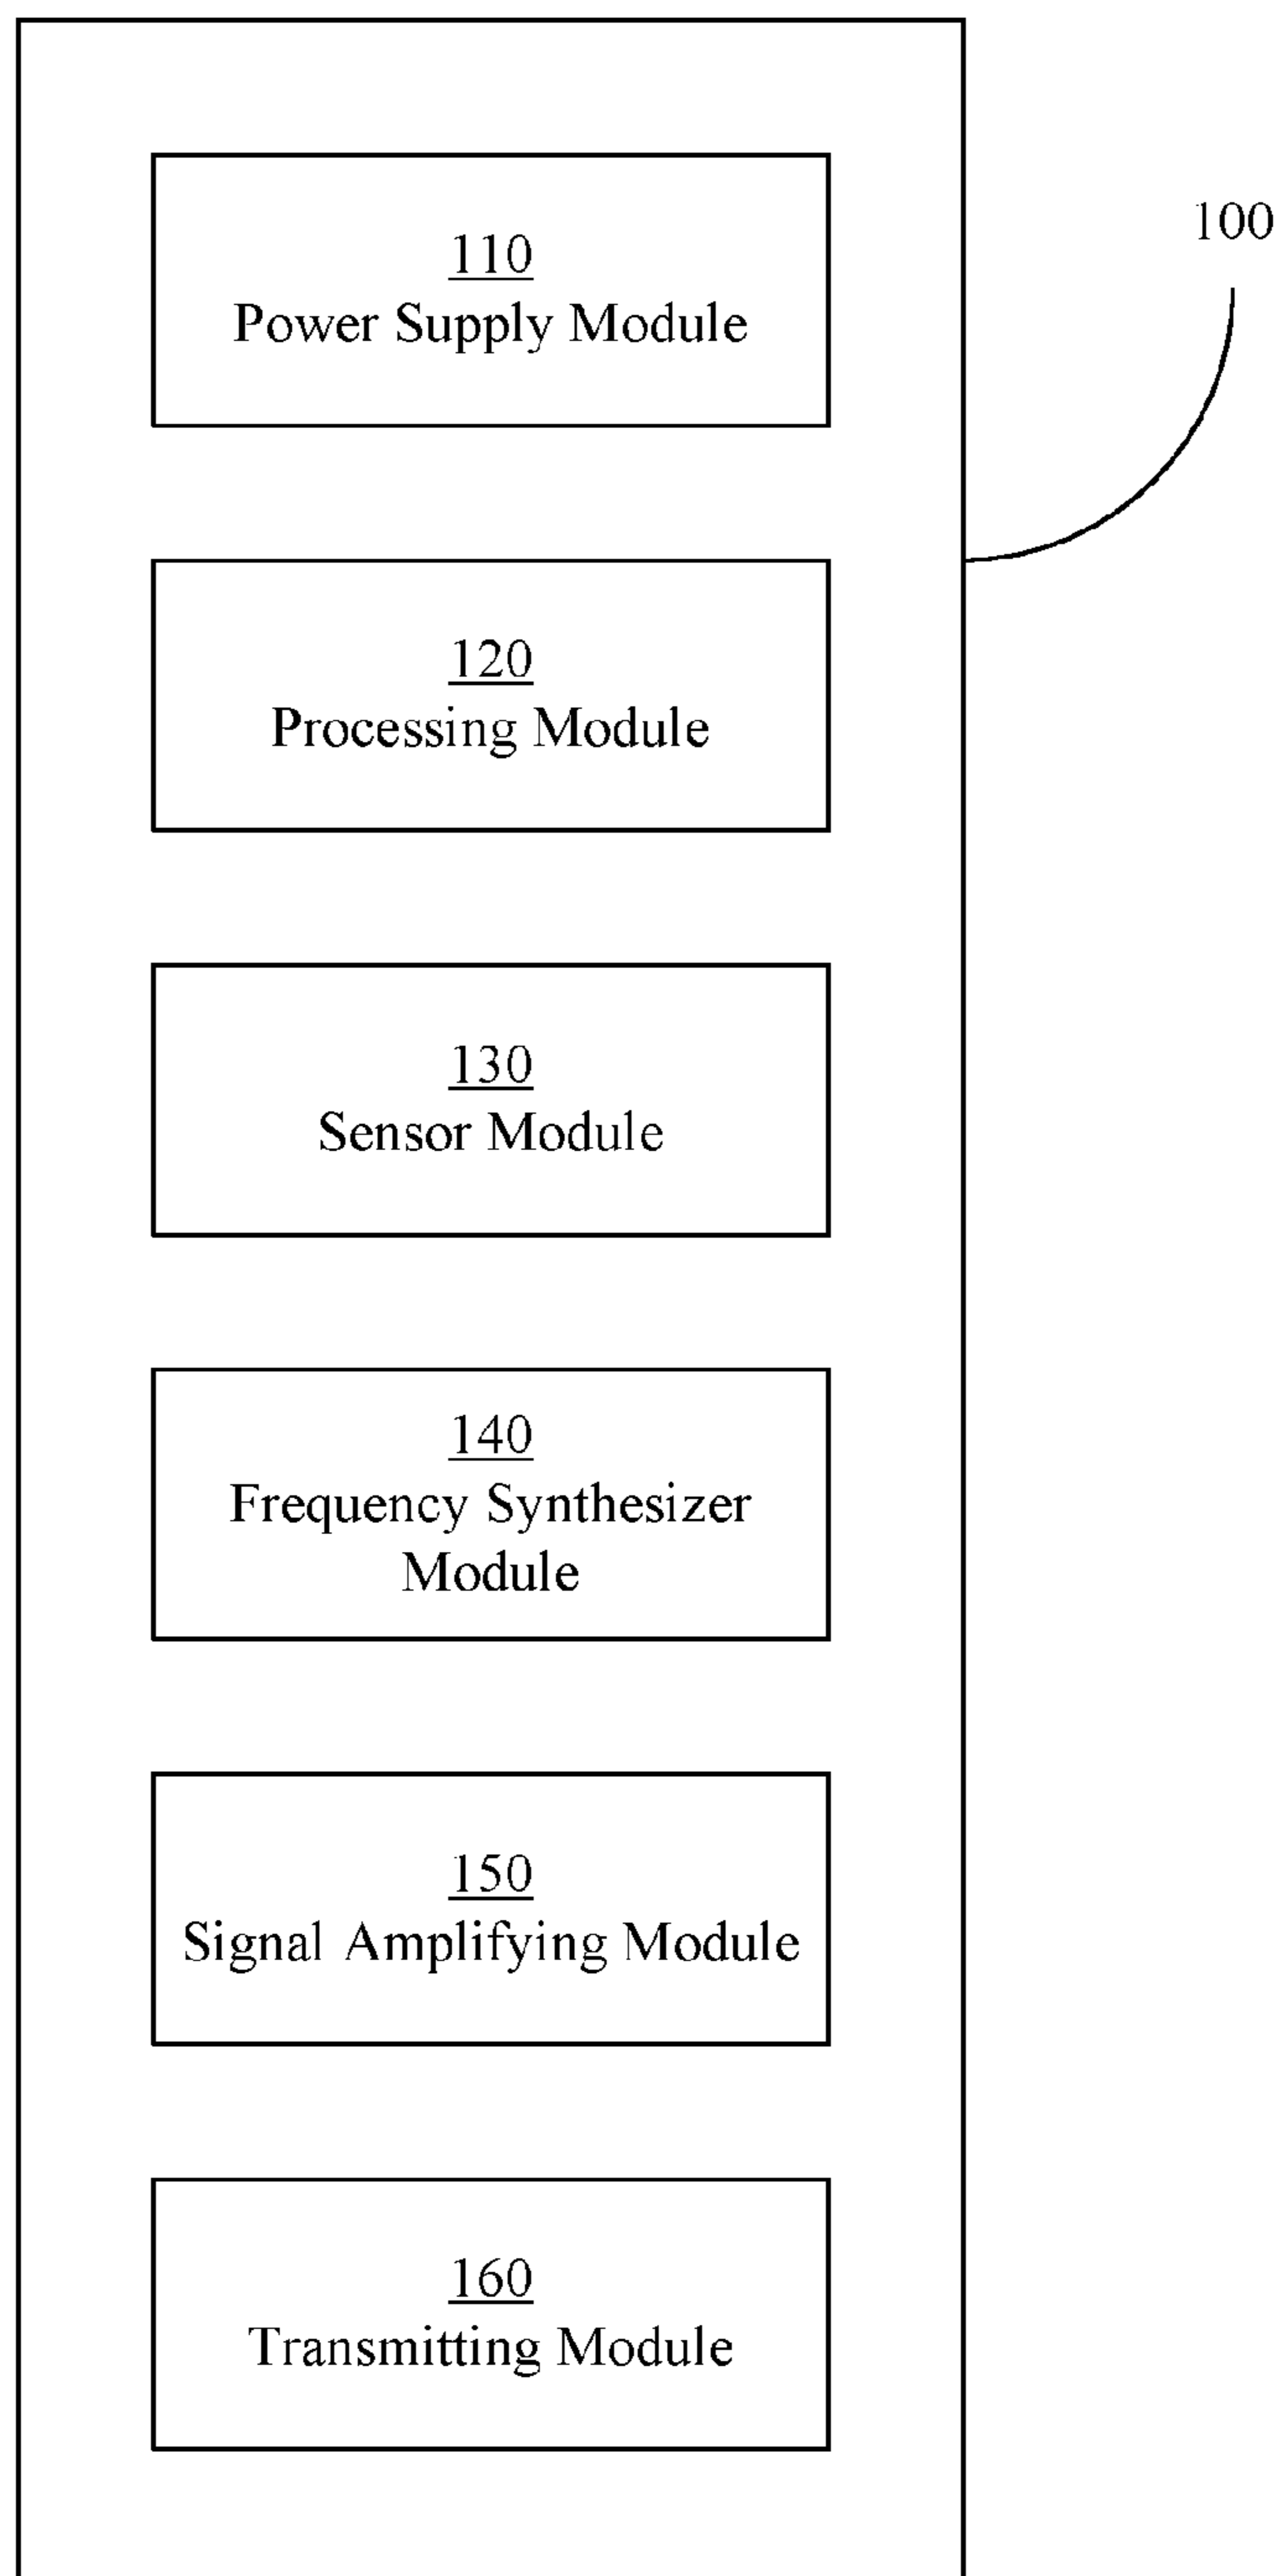 100
110
Power Supply Module
120
Processing Module
130
Sensor Module
140
Frequency Synthesizer
Module
150
Signal Amplifying Module
160
Transmitting Module